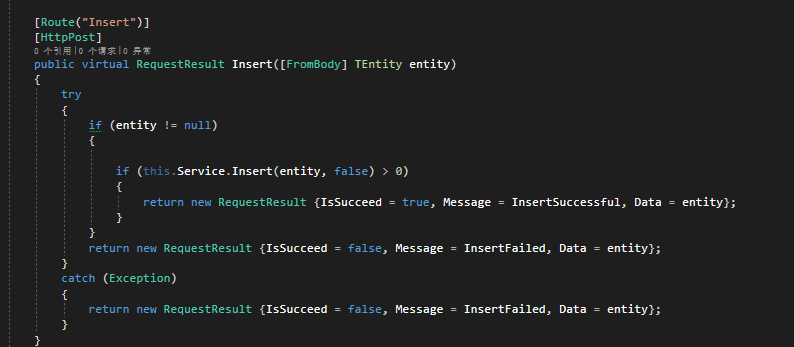 [Route("Insert")]
[HttpPost]
0 个引用|0 个请求|0 异常
public virtual RequestResult Insert([FromBody] TEntity entity)
{
try
{
if (entity != null)
{
if (this.Service.Insert(entity, false) > 0)
{
return new RequestResult {IsSucceed = true, Message = InsertSuccessful, Data = entity};
}
}
return new RequestResult {IsSucceed = false, Message = InsertFailed, Data = entity};
}
catch (Exception)
{
return new RequestResult {IsSucceed = false, Message = InsertFailed, Data = entity};
}
}